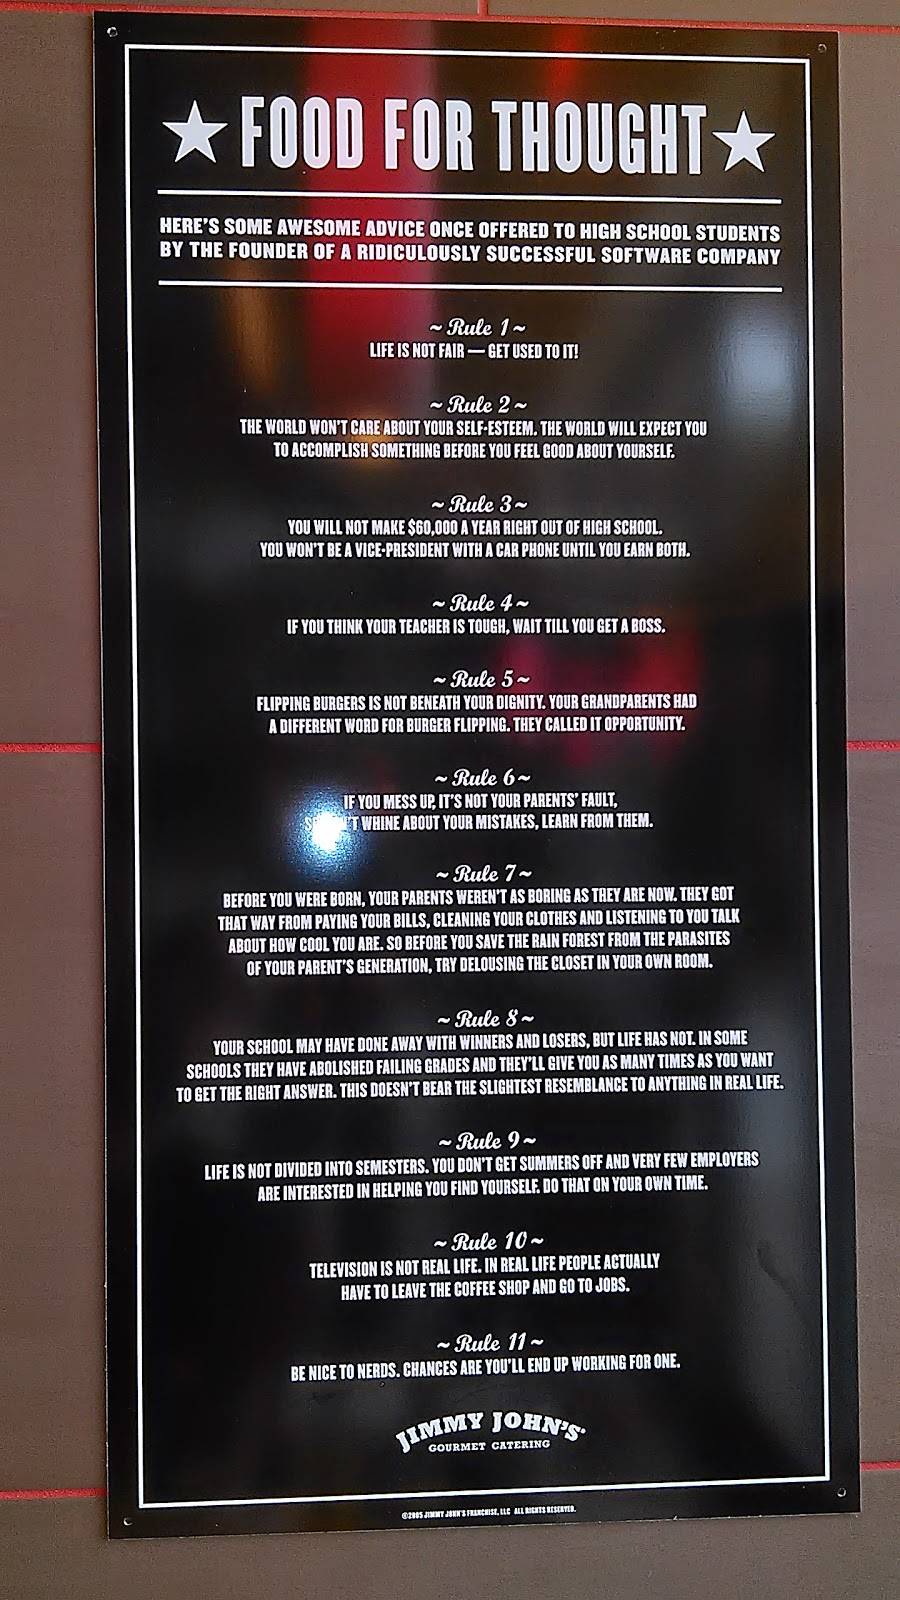 ★ FOOD FOR THOUGHT ★
HERE'S SOME AWESOME ADVICE ONCE OFFERED TO HIGH SCHOOL STUDENTS
BY THE FOUNDER OF A RIDICULOUSLY SUCCESSFUL SOFTWARE COMPANY
~ Rule 1 ~
LIFE IS NOT FAIR — GET USED TO IT!
~ Rule 2 ~
THE WORLD WON'T CARE ABOUT YOUR SELF-ESTEEM. THE WORLD WILL EXPECT YOU
TO ACCOMPLISH SOMETHING BEFORE YOU FEEL GOOD ABOUT YOURSELF.
~ Rule 3 ~
YOU WILL NOT MAKE $60,000 A YEAR RIGHT OUT OF HIGH SCHOOL.
YOU WON'T BE A VICE-PRESIDENT WITH A CAR PHONE UNTIL YOU EARN BOTH.
~ Rule 4 ~
IF YOU THINK YOUR TEACHER IS TOUGH, WAIT TILL YOU GET A BOSS.
~ Rule 5 ~
FLIPPING BURGERS IS NOT BENEATH YOUR DIGNITY. YOUR GRANDPARENTS HAD
A DIFFERENT WORD FOR BURGER FLIPPING. THEY CALLED IT OPPORTUNITY.
~ Rule 6 ~
IF YOU MESS UP, IT'S NOT YOUR PARENTS' FAULT,
WHINE ABOUT YOUR MISTAKES, LEARN FROM THEM.
~ Rule 7 ~
BEFORE YOU WERE BORN, YOUR PARENTS WEREN'T AS BORING AS THEY ARE NOW. THEY GOT
THAT WAY FROM PAYING YOUR BILLS, CLEANING YOUR CLOTHES AND LISTENING TO YOU TALK
ABOUT HOW COOL YOU ARE. SO BEFORE YOU SAVE THE RAIN FOREST FROM THE PARASITES
OF YOUR PARENT'S GENERATION, TRY DELOUSING THE CLOSET IN YOUR OWN ROOM.
~ Rule 8 ~
YOUR SCHOOL MAY HAVE DONE AWAY WITH WINNERS AND LOSERS, BUT LIFE HAS NOT. IN SOME
SCHOOLS THEY HAVE ABOLISHED FAILING GRADES AND THEY'LL GIVE YOU AS MANY TIMES AS YOU WANT
TO GET THE RIGHT ANSWER. THIS DOESN'T BEAR THE SLIGHTEST RESEMBLANCE TO ANYTHING IN REAL LIFE.
~ Rule 9 ~
LIFE IS NOT DIVIDED INTO SEMESTERS. YOU DON'T GET SUMMERS OFF AND VERY FEW EMPLOYERS
ARE INTERESTED IN HELPING YOU FIND YOURSELF. DO THAT ON YOUR OWN TIME.
~ Rule 10 ~
TELEVISION IS NOT REAL LIFE. IN REAL LIFE PEOPLE ACTUALLY
HAVE TO LEAVE THE COFFEE SHOP AND GO TO JOBS.
~ Rule 11 ~
BE NICE TO NERDS. CHANCES ARE YOU'LL END UP WORKING FOR ONE.
JIMMY JOHN'S
GOURMET CATERING
©2005 JIMMY JOHN'S FRANCHISE, LLC ALL RIGHTS RESERVED.